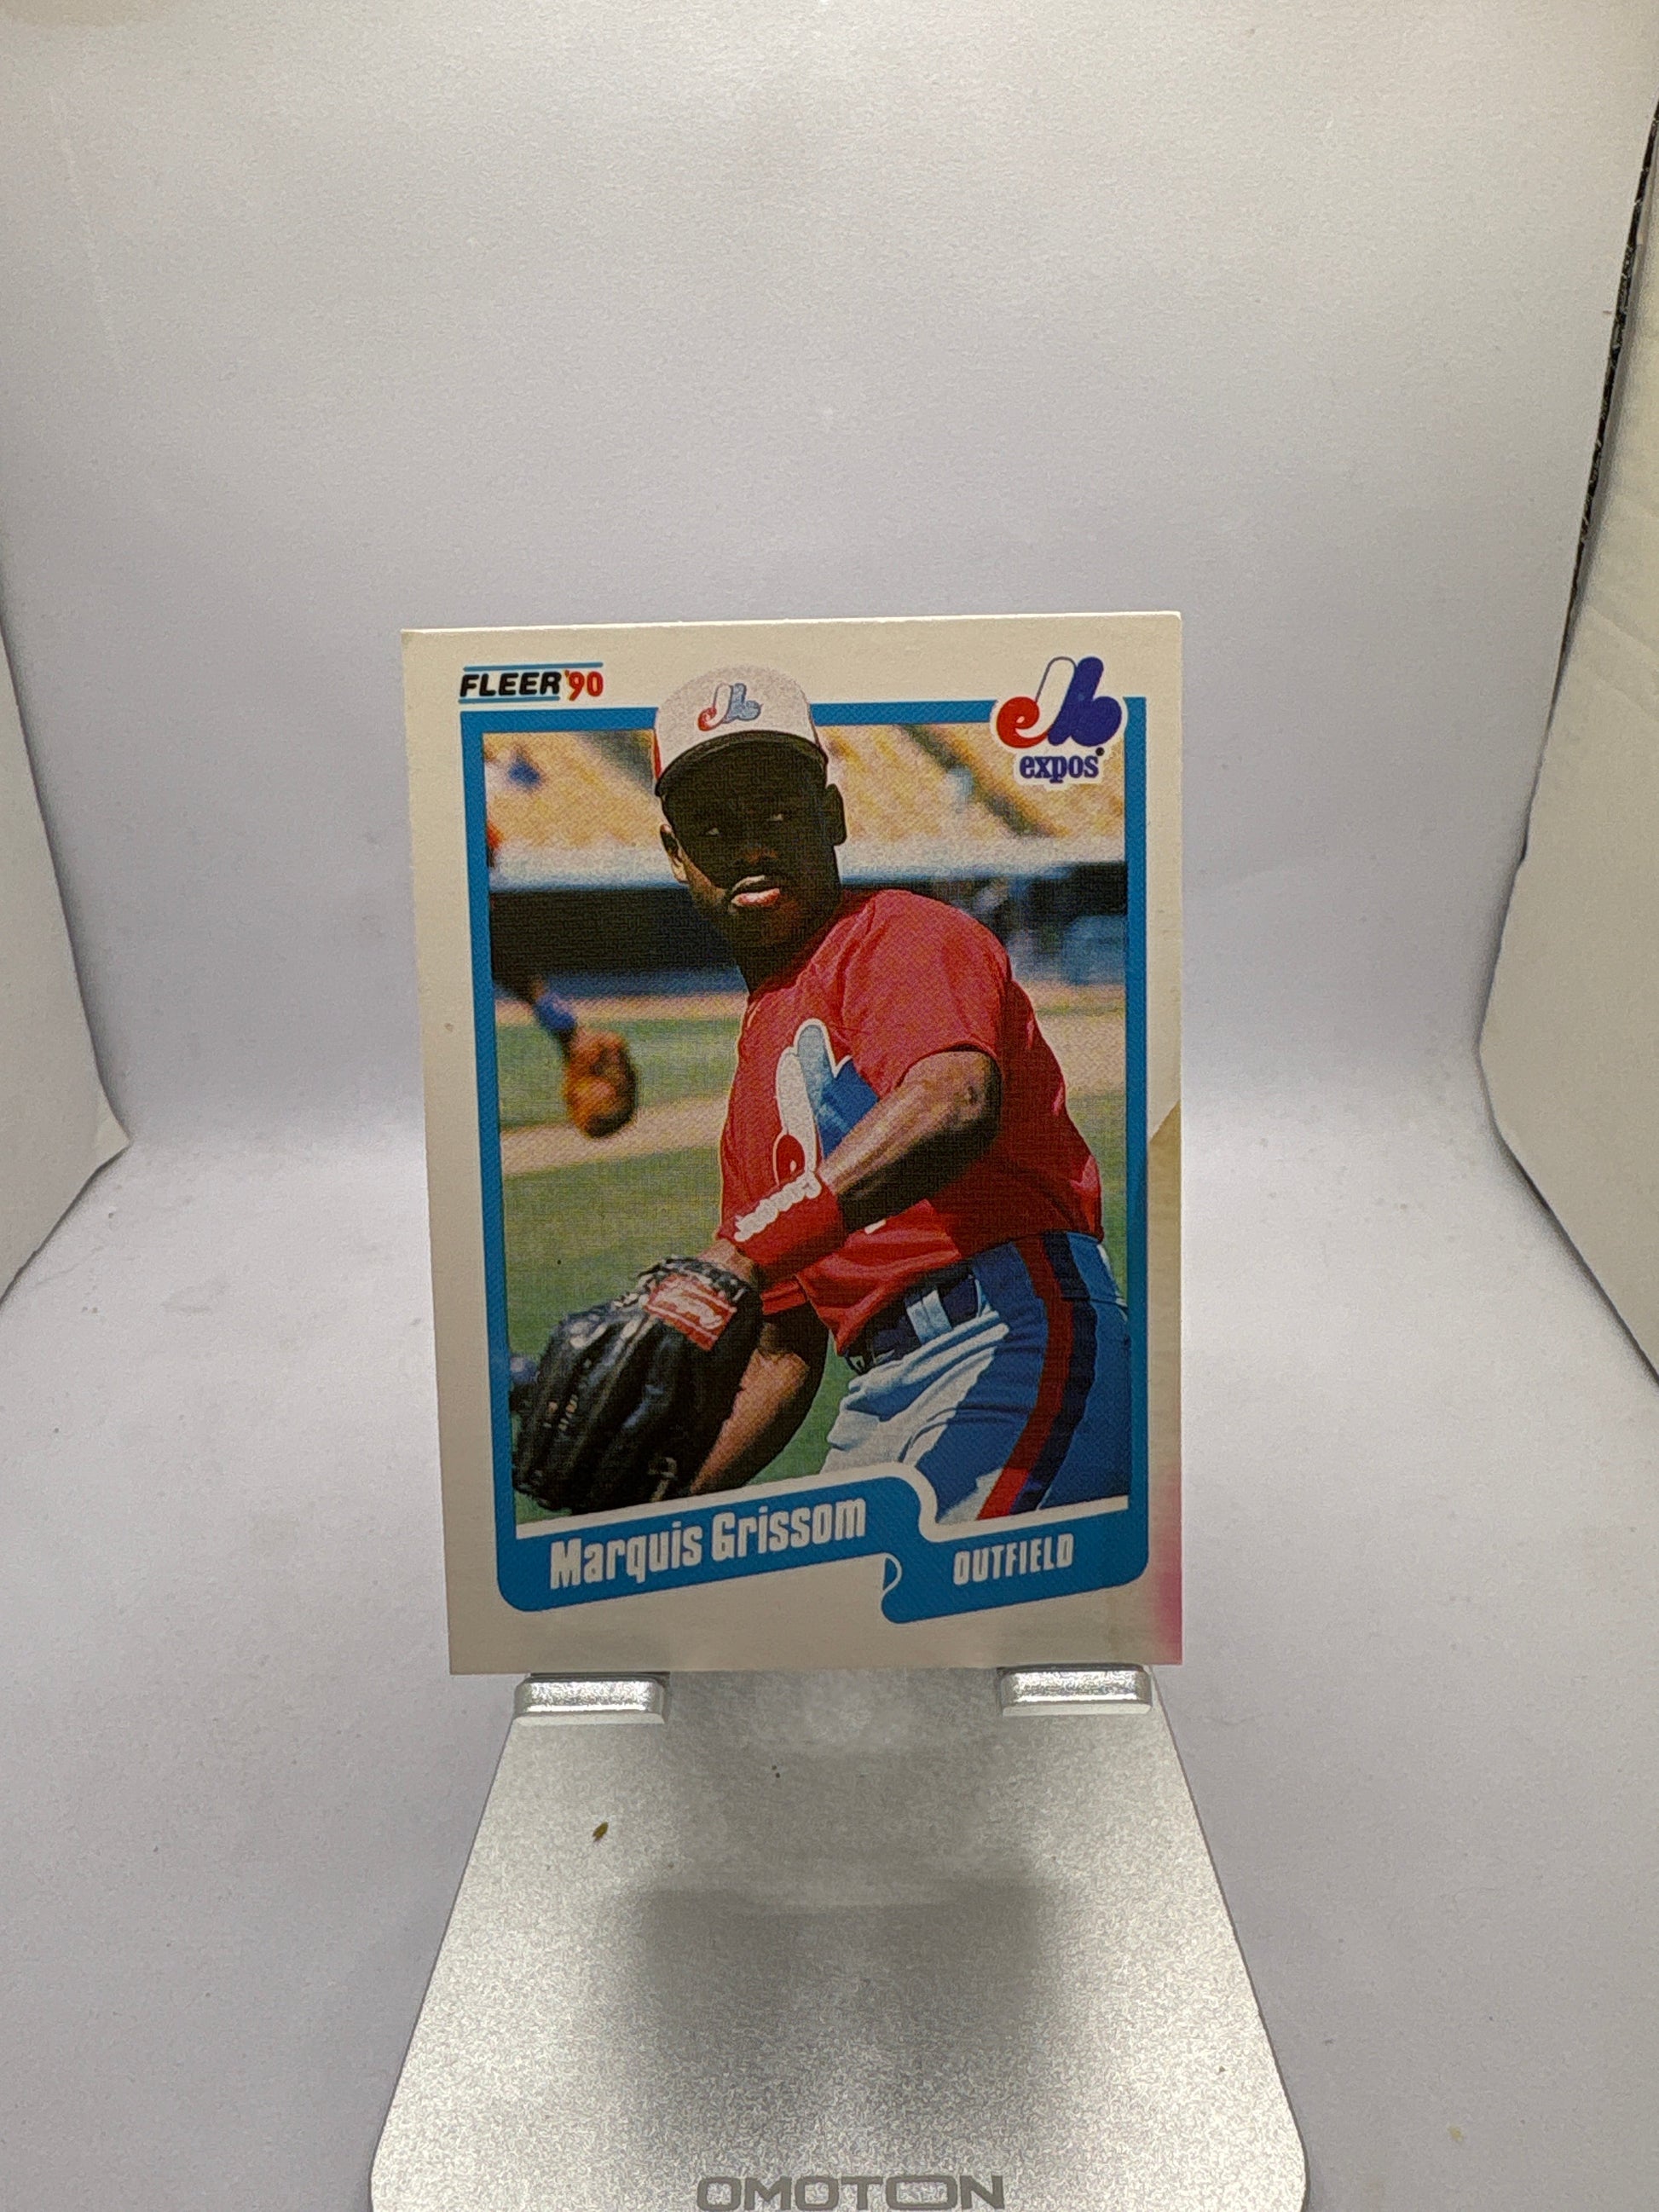 FLEER '90
expos
Marquis Grissom
OUTFIELD
OMOTON